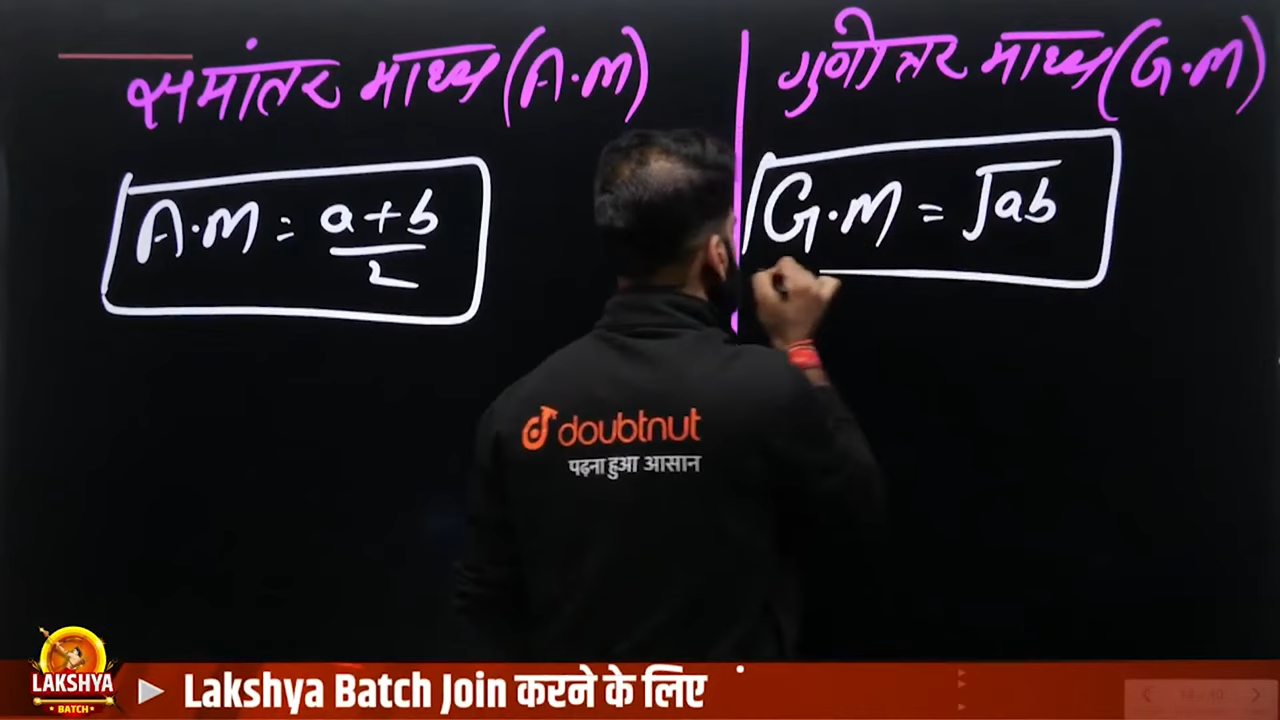 समांतर माध्य (A.M)
A.M = a+b/2
गुणोत्तर माध्य (G.M)
G.M = √ab
doubtnut
पढ़ना हुआ आसान
LAKSHYA
BATCH
Lakshya Batch Join करने के लिए